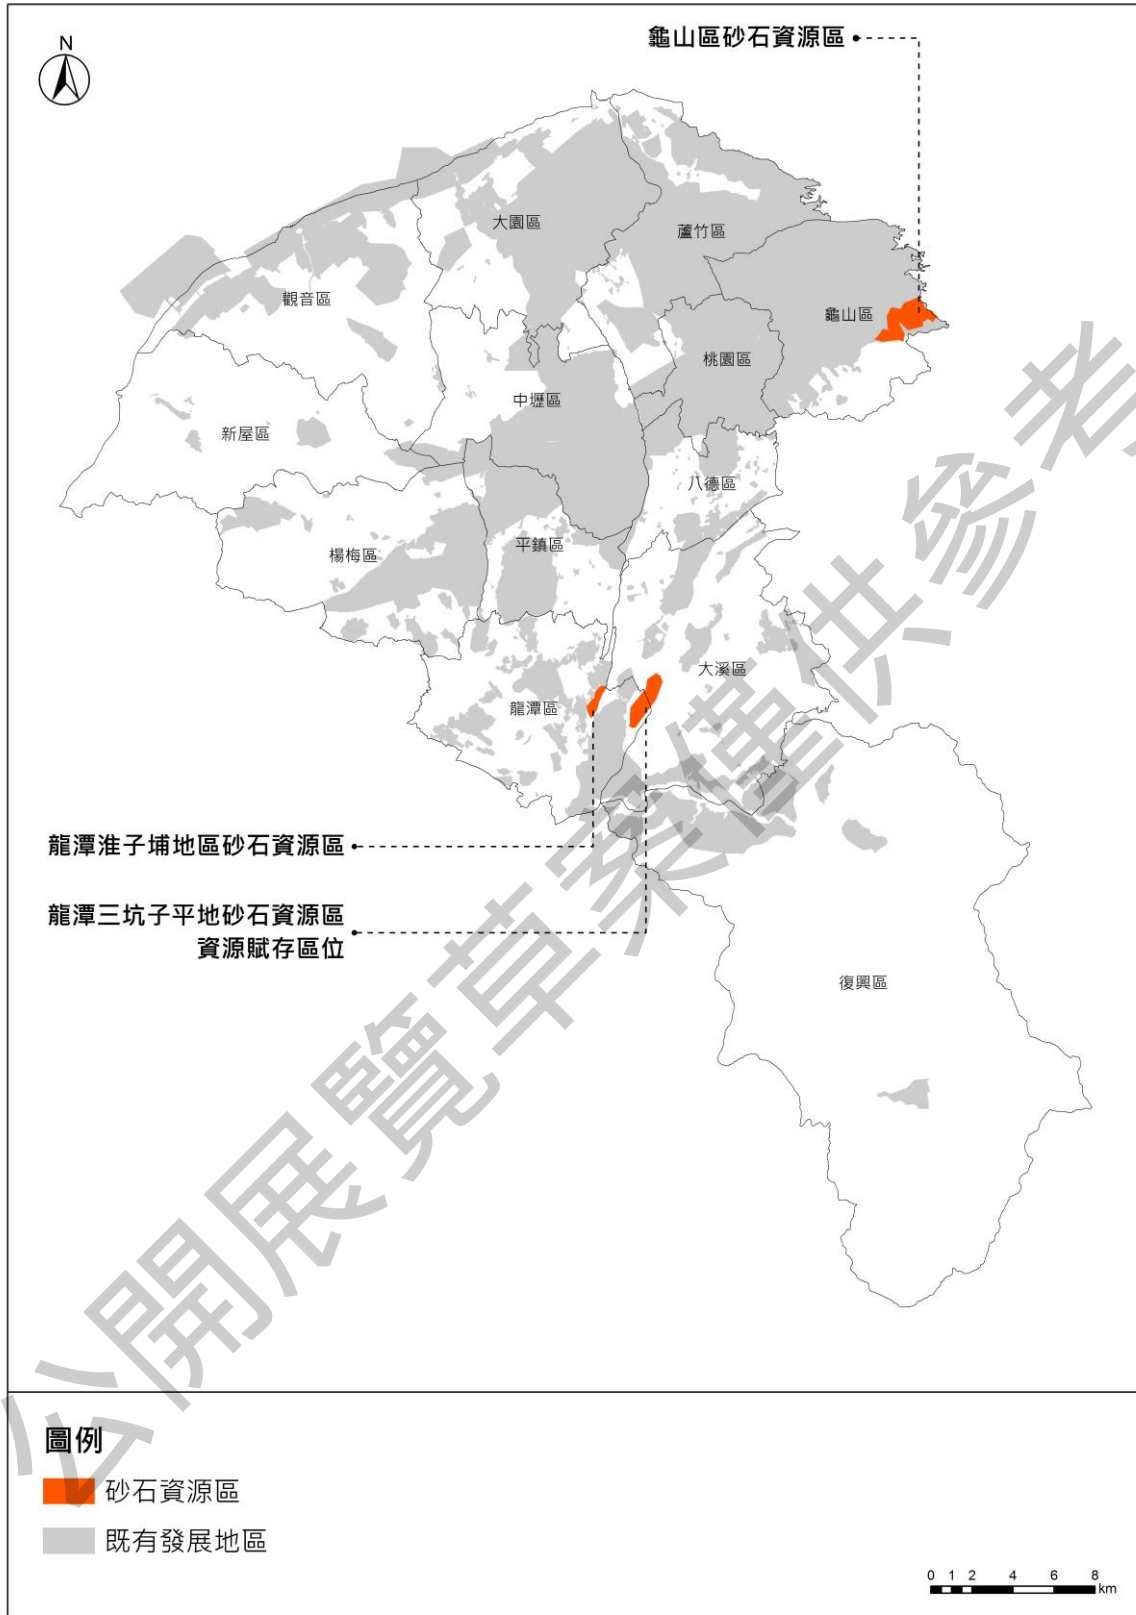 龜山區砂石資源區
N
大園區
蘆竹區
觀音區
龜山區
桃園區
中壢區
新屋區
八德區
平鎮區
楊梅區
大溪區
龍潭區
龍潭淮子埔地區砂石資源區
龍潭三坑子平地砂石資源區
資源賦存區位
復興區
公開展覽草案僅供參考
圖例
砂石資源區
既有發展地區
0 1 2 4 6 8
km